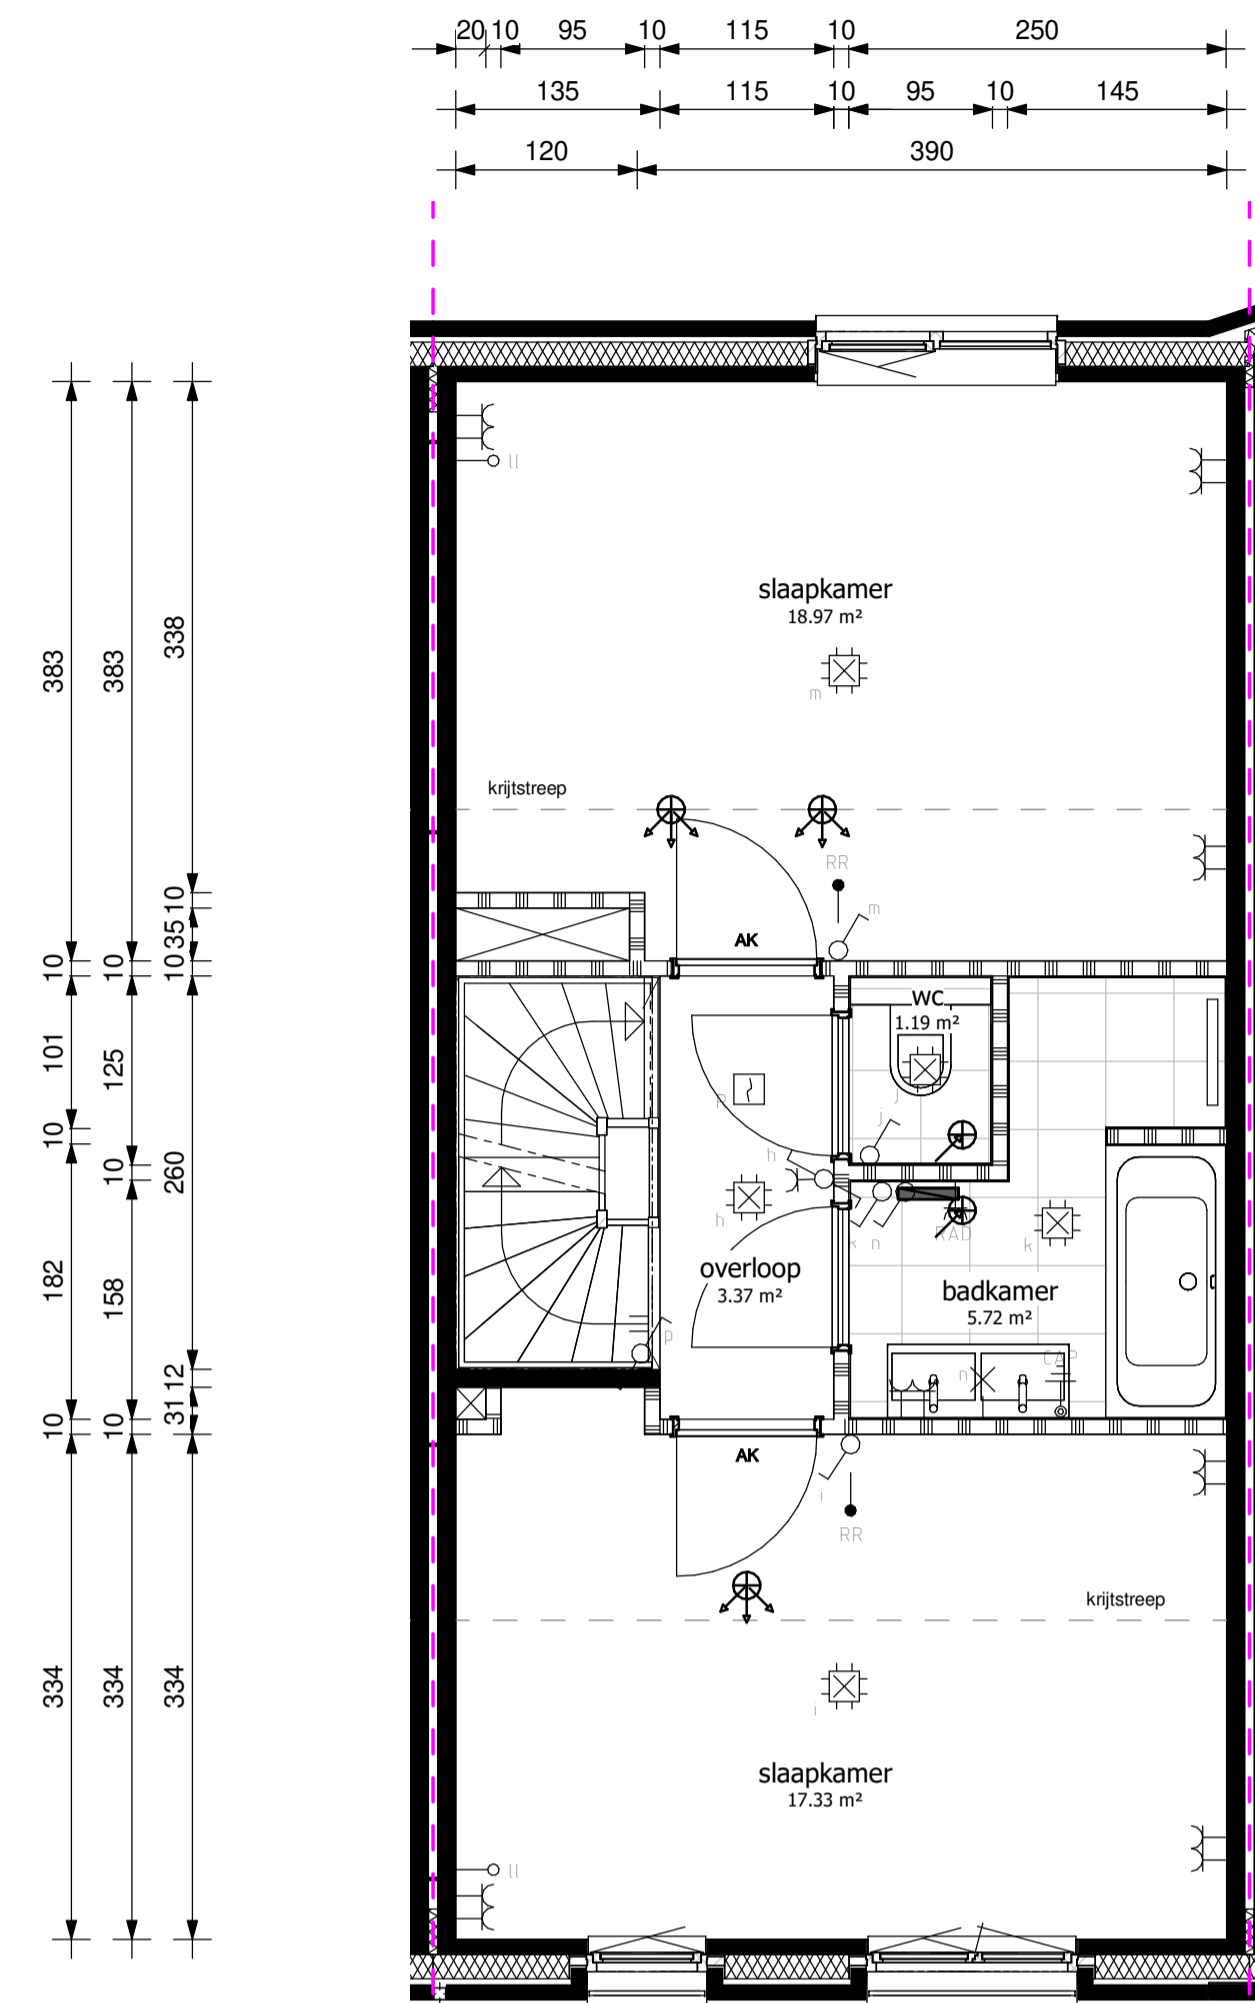 20 10 95 10 115 10 250
135 115 10 95 10 145
120 390
383 10 101 10 182 10 334
383 10 125 10 158 10 334
338 10 35 10 260 12 31 334
ll
slaapkamer
18.97 m²
m
krijtstreep
RR
m
AK
WC
1.19 m²
j
R
j
h
h
k n
RAD
k
overloop
3.37 m²
badkamer
5.72 m²
p
CAP
n
AK
i
RR
krijtstreep
i
slaapkamer
17.33 m²
ll